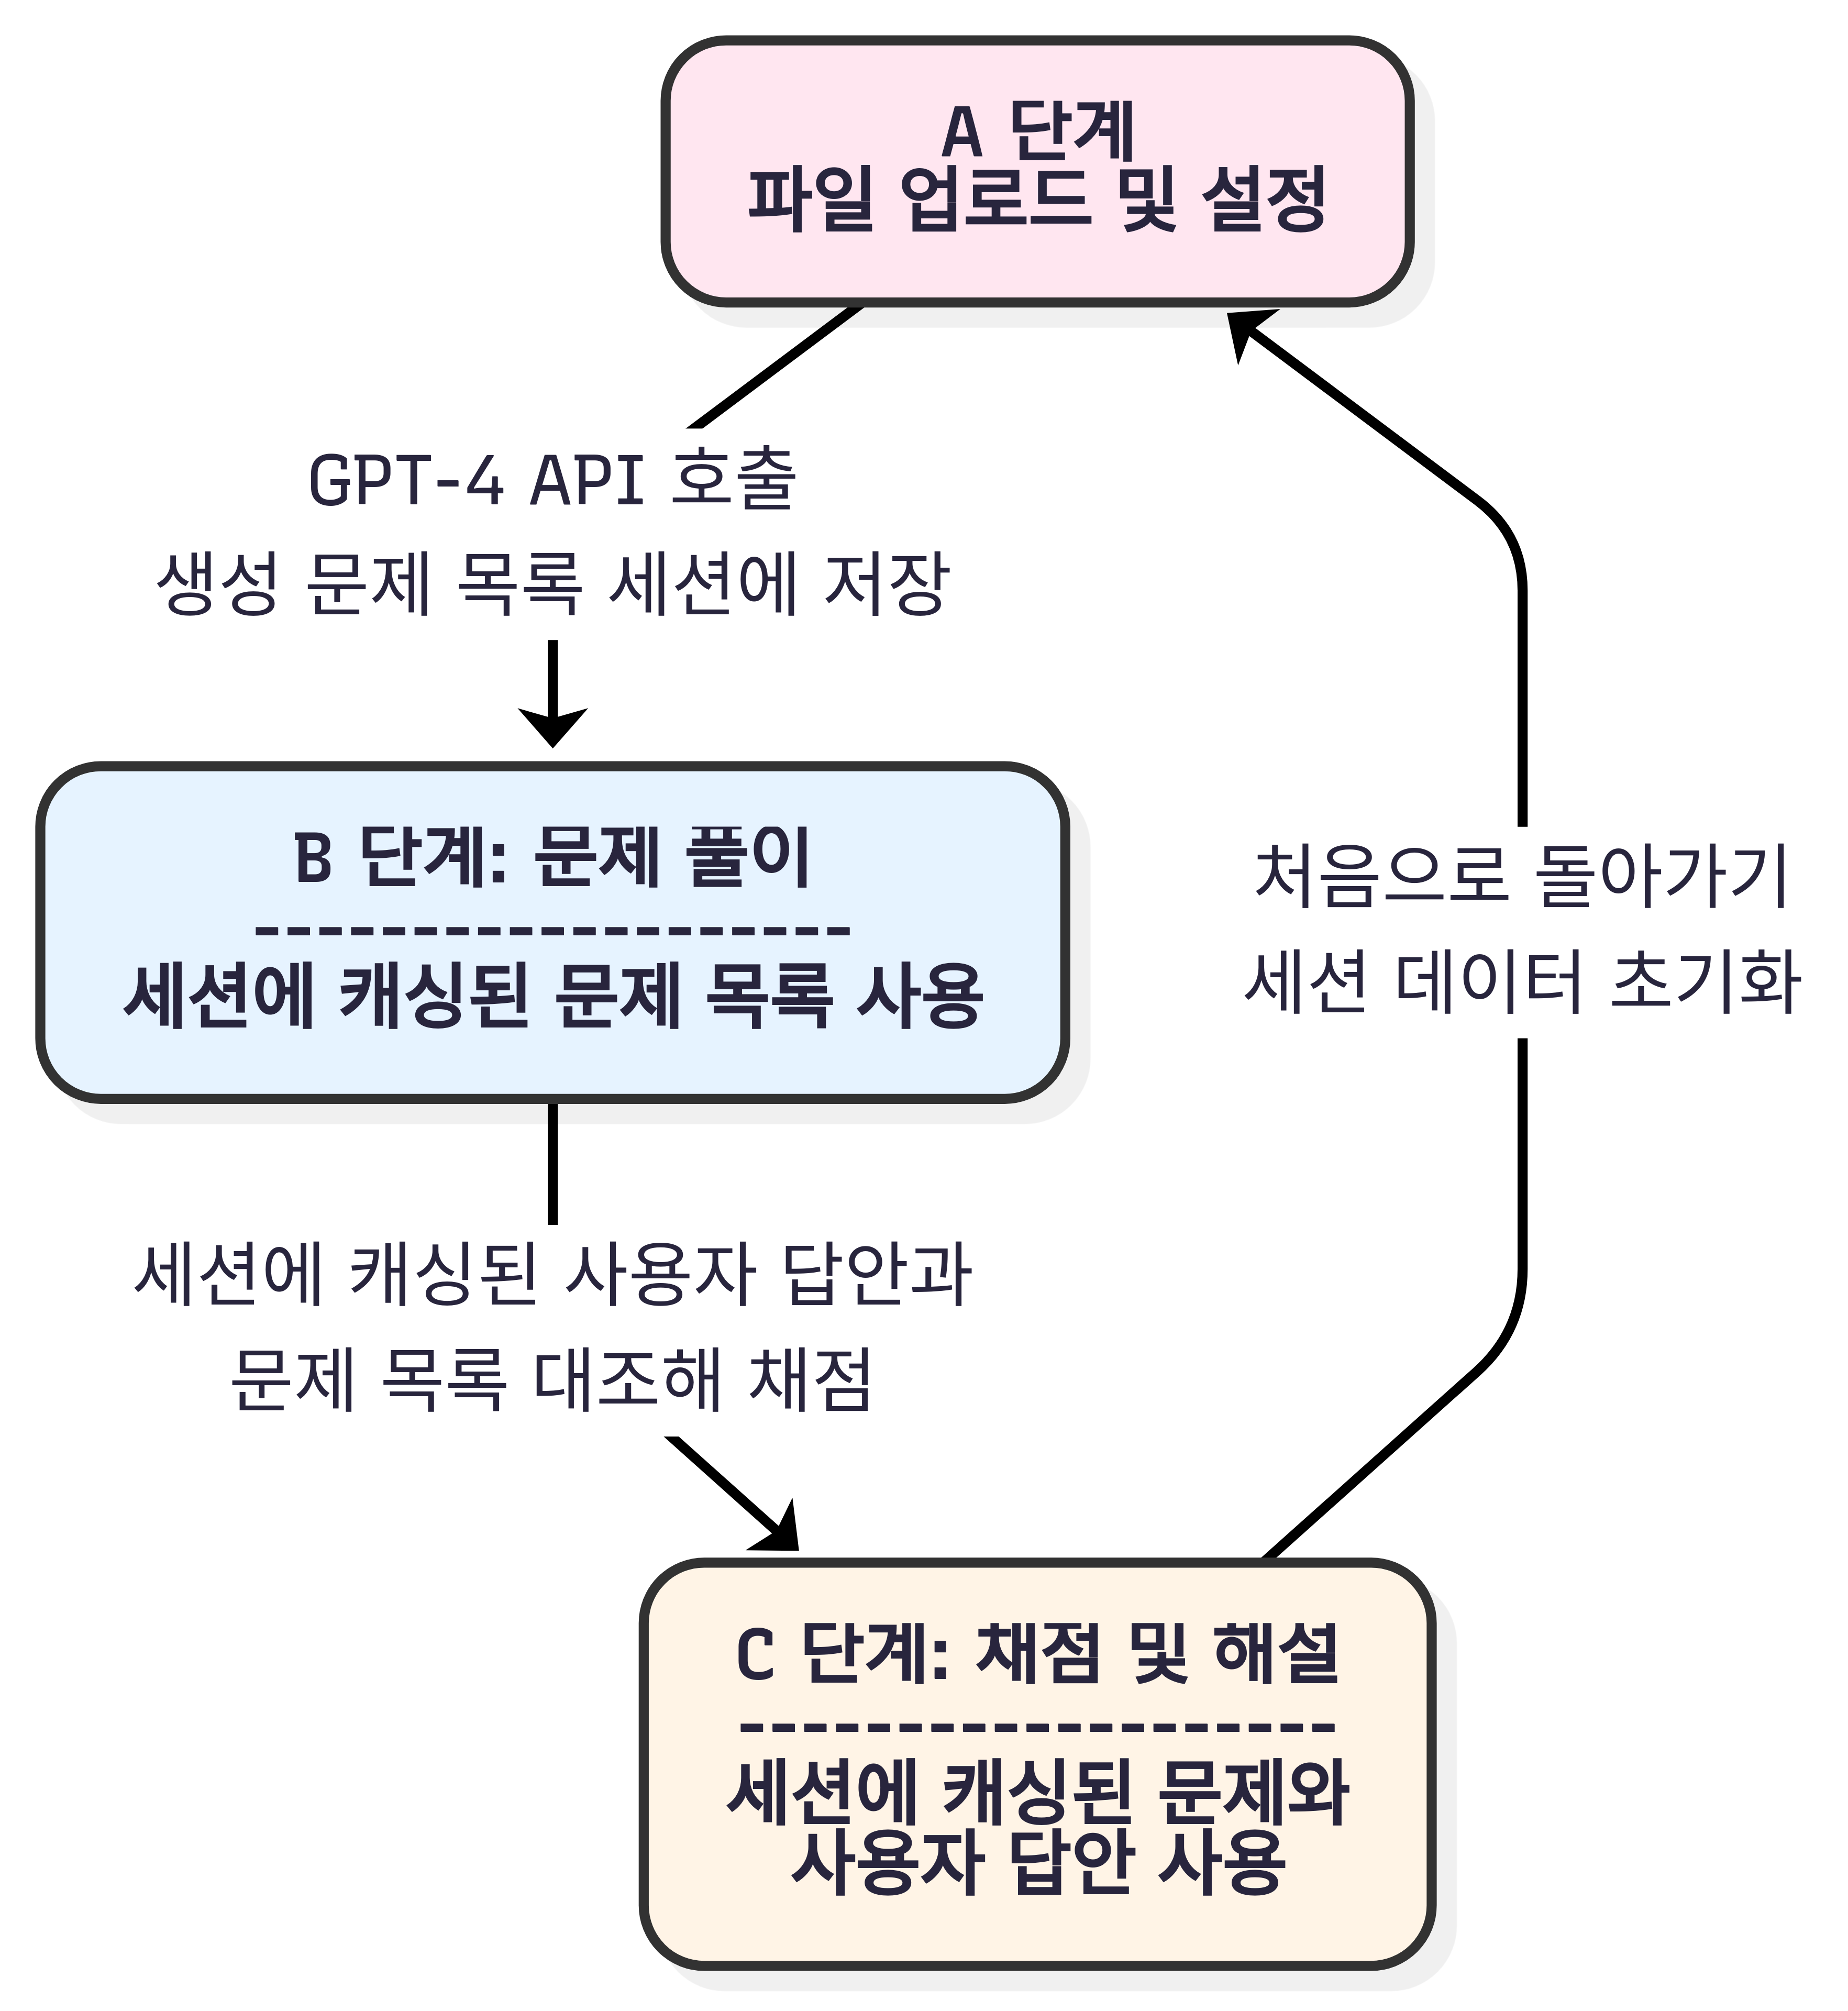 A 단계
파일 업로드 및 설정
GPT-4 API 호출
생성 문제 목록 세션에 저장
B 단계: 문제 풀이
-------------------
세션에 캐싱된 문제 목록 사용
처음으로 돌아가기
세션 데이터 초기화
세션에 캐싱된 사용자 답안과
문제 목록 대조해 채점
C 단계: 채점 및 해설
-------------------
세션에 캐싱된 문제와
사용자 답안 사용